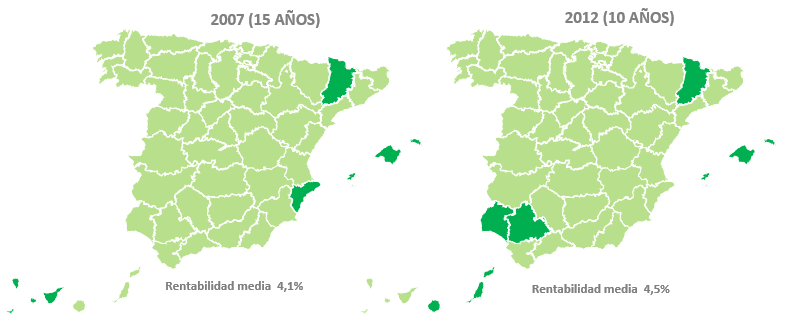 2007 (15 AÑOS)
2012 (10 AÑOS)
Rentabilidad media 4,1%
Rentabilidad media 4,5%